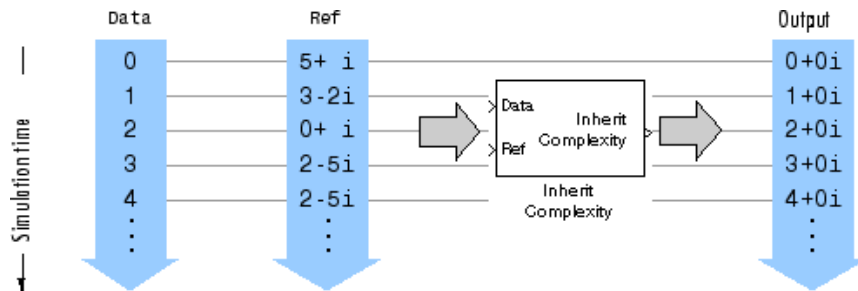 Data Ref Output
0 5+ i 0+0i
1 3-2i 1+0i
2 0+ i 2+0i
3 2-5i 3+0i
4 2-5i 4+0i
Data
Ref
Inherit
Complexity
Inherit
Complexity
Simulation time